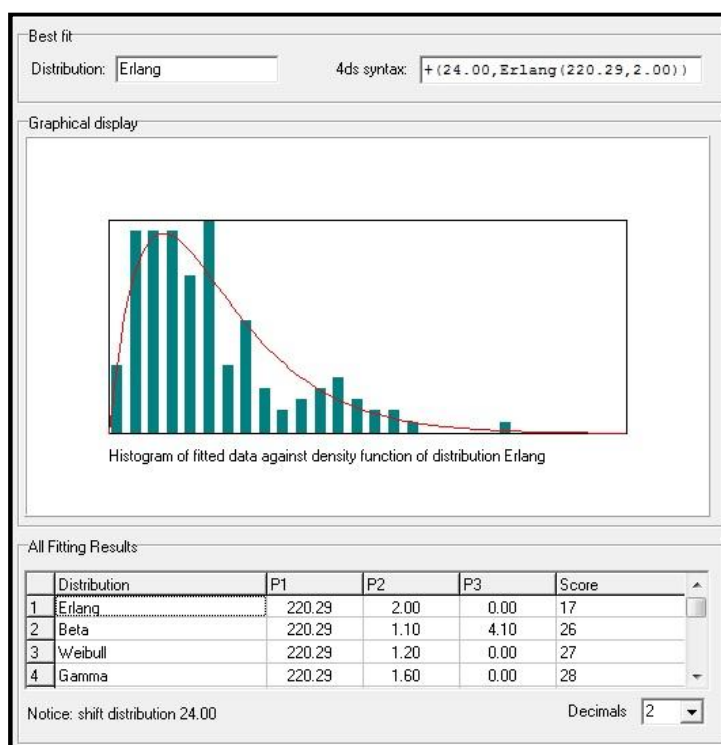 Best fit
Distribution: Erlang 4ds syntax: +(24.00,Erlang(220.29,2.00))
Graphical display
Histogram of fitted data against density function of distribution Erlang
All Fitting Results
Distribution P1 P2 P3 Score
1 Erlang 220.29 2.00 0.00 17
2 Beta 220.29 1.10 4.10 26
3 Weibull 220.29 1.20 0.00 27
4 Gamma 220.29 1.60 0.00 28
Notice: shift distribution 24.00 Decimals 2